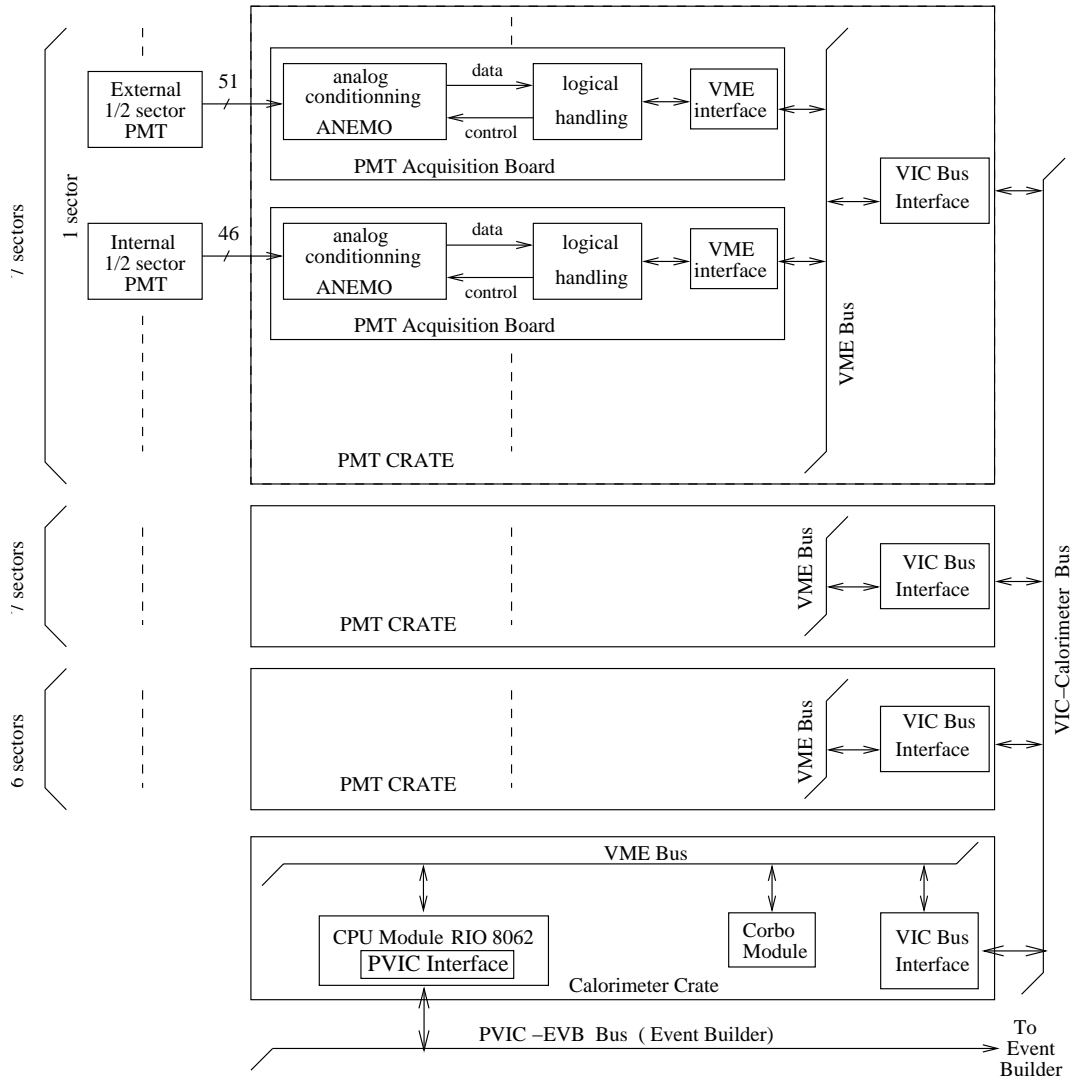 External
1/2 sector
PMT
51
analog
conditionning
ANEMO
data
control
logical
handling
VME
interface
PMT Acquisition Board
7 sectors
1 sector
Internal
1/2 sector
PMT
46
analog
conditionning
ANEMO
data
control
logical
handling
VME
interface
PMT Acquisition Board
VME Bus
VIC Bus
Interface
PMT CRATE
7 sectors
PMT CRATE
VME Bus
VIC Bus
Interface
VIC–Calorimeter Bus
6 sectors
PMT CRATE
VME Bus
VIC Bus
Interface
VME Bus
CPU Module RIO 8062
PVIC Interface
Corbo
Module
VIC Bus
Interface
Calorimeter Crate
PVIC –EVB Bus ( Event Builder)
To
Event
Builder